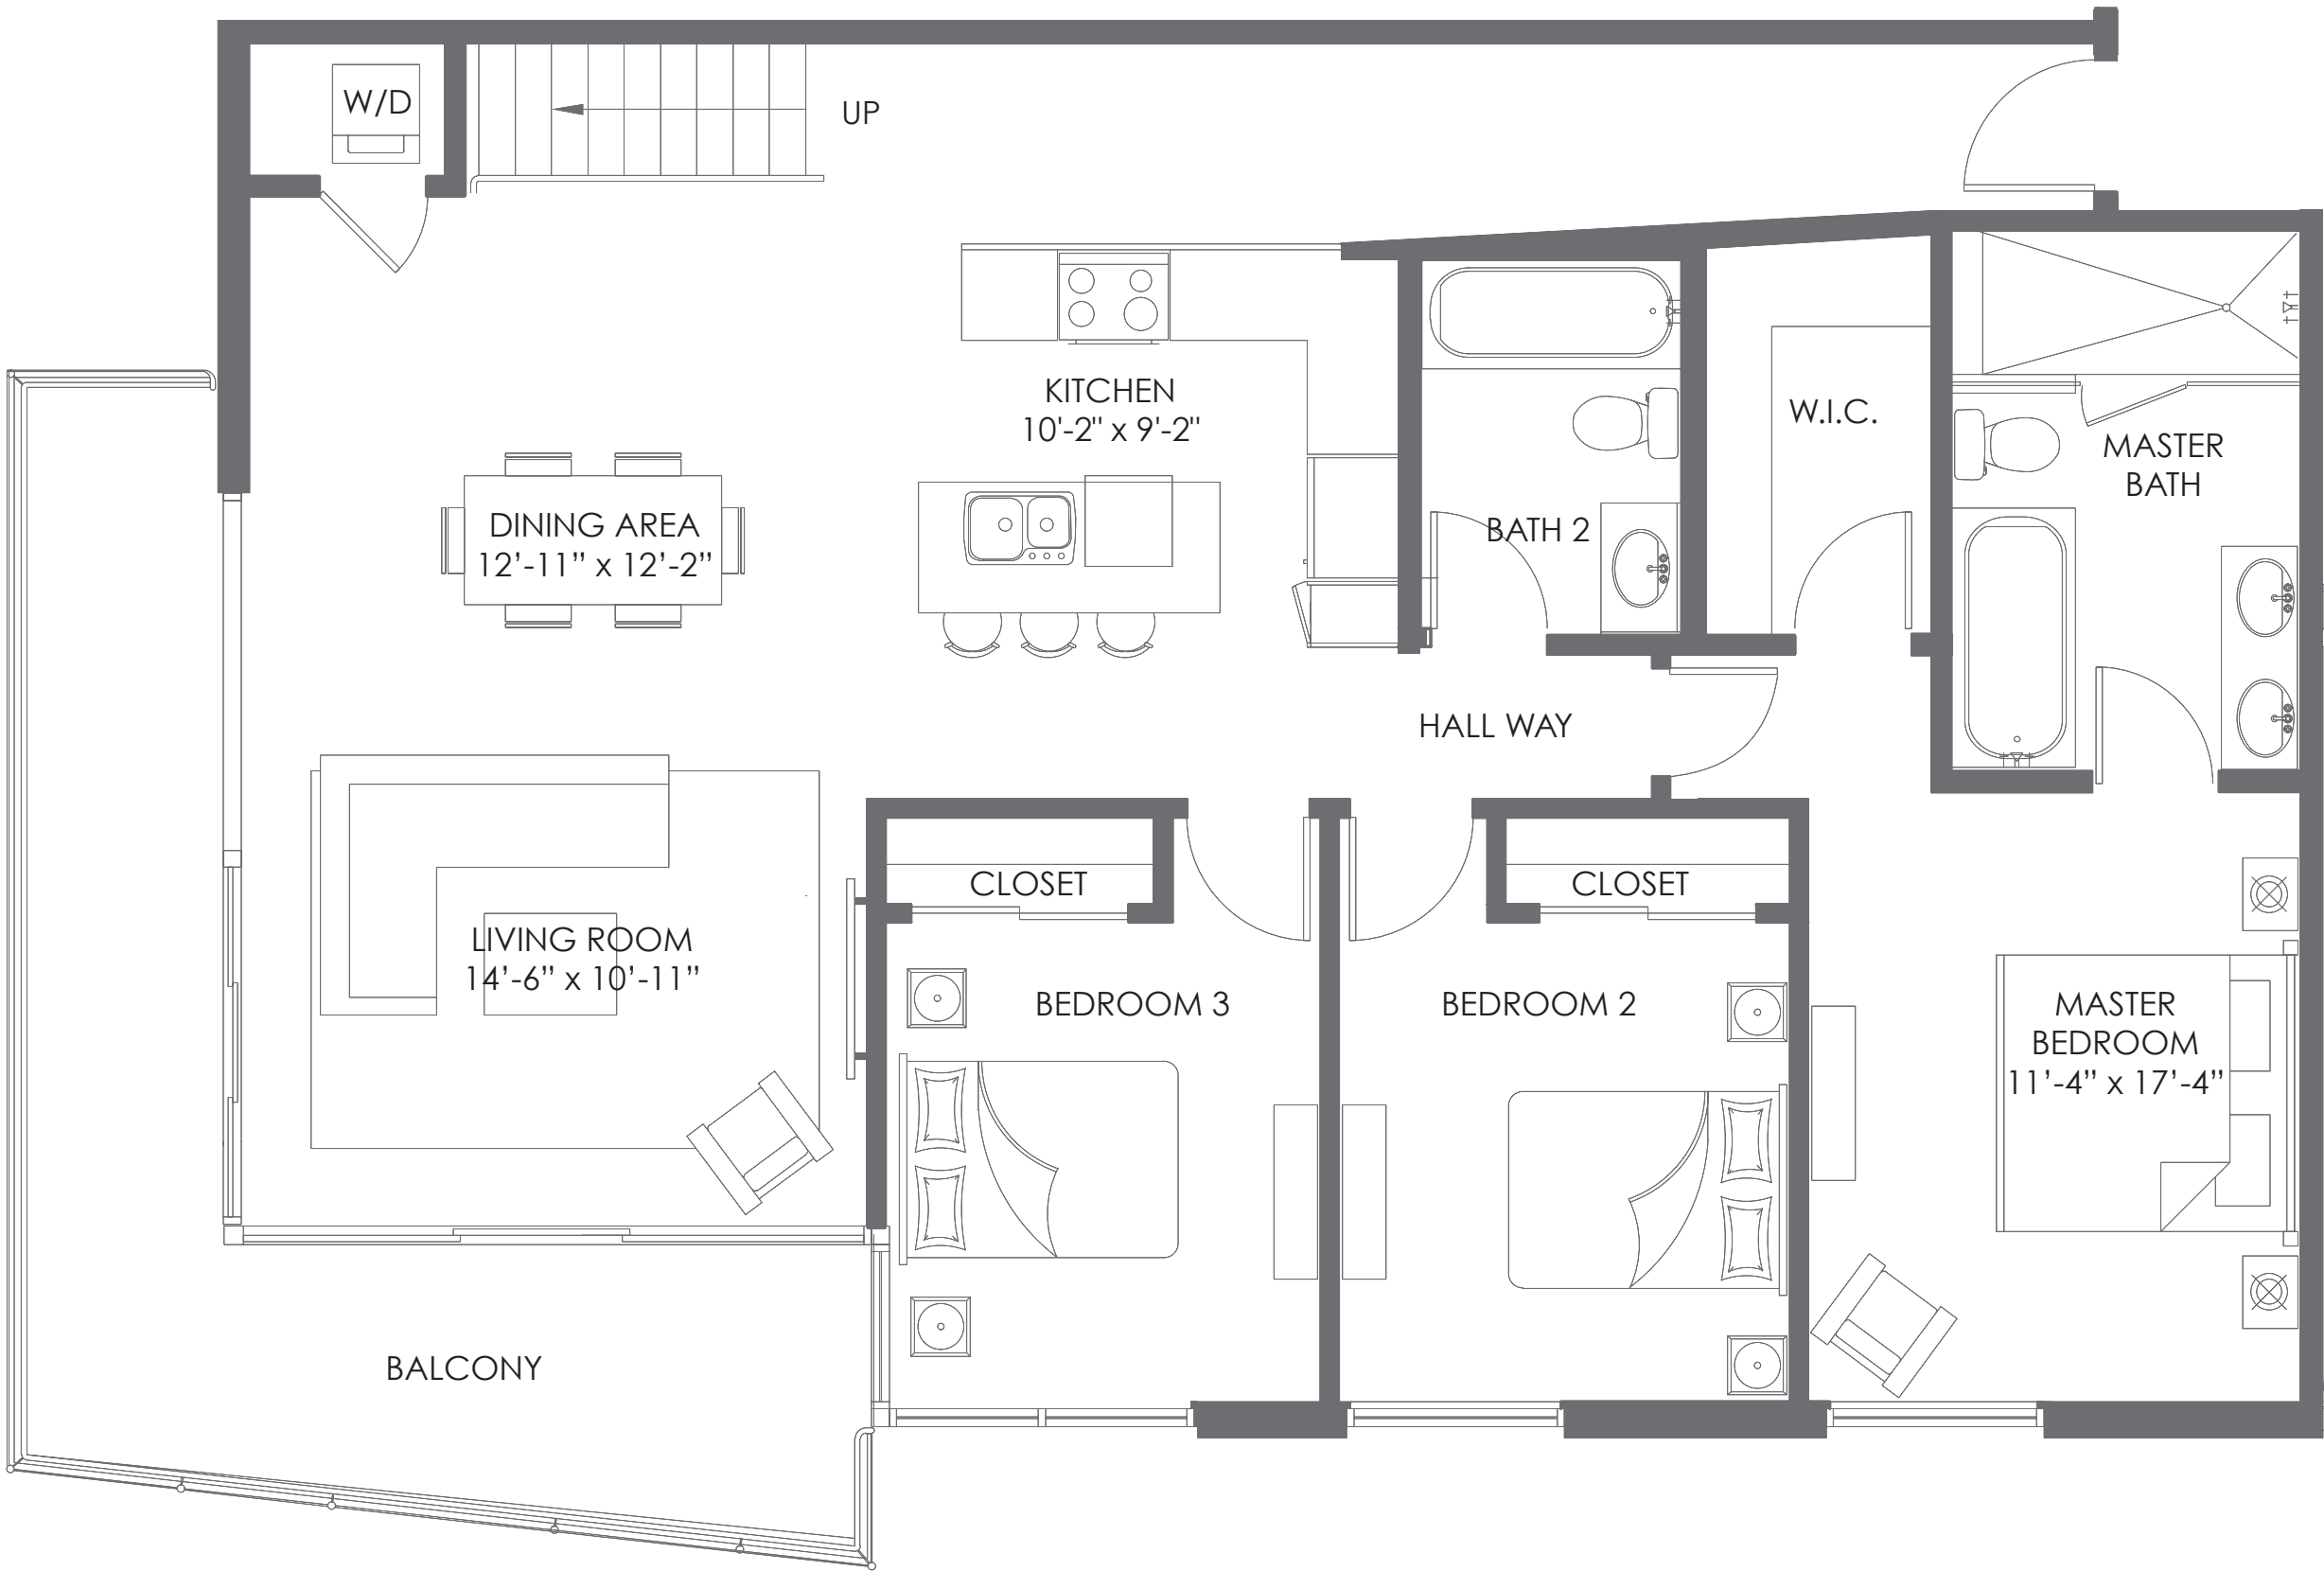 W/D
UP
KITCHEN
10'-2" x 9'-2"
W.I.C.
MASTER
BATH
DINING AREA
12’-11” x 12’-2”
BATH 2
HALL WAY
CLOSET
CLOSET
LIVING ROOM
14’-6” x 10’-11”
BEDROOM 3
BEDROOM 2
MASTER
BEDROOM
11’-4” x 17’-4”
BALCONY